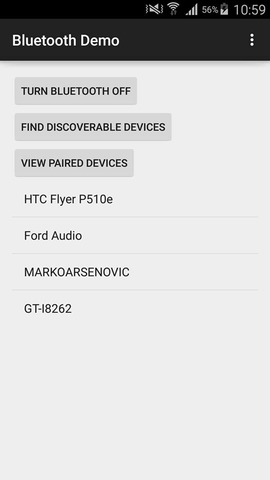 56% 10:59
Bluetooth Demo
TURN BLUETOOTH OFF
FIND DISCOVERABLE DEVICES
VIEW PAIRED DEVICES
HTC Flyer P510e
Ford Audio
MARKOARSENOVIC
GT-I8262